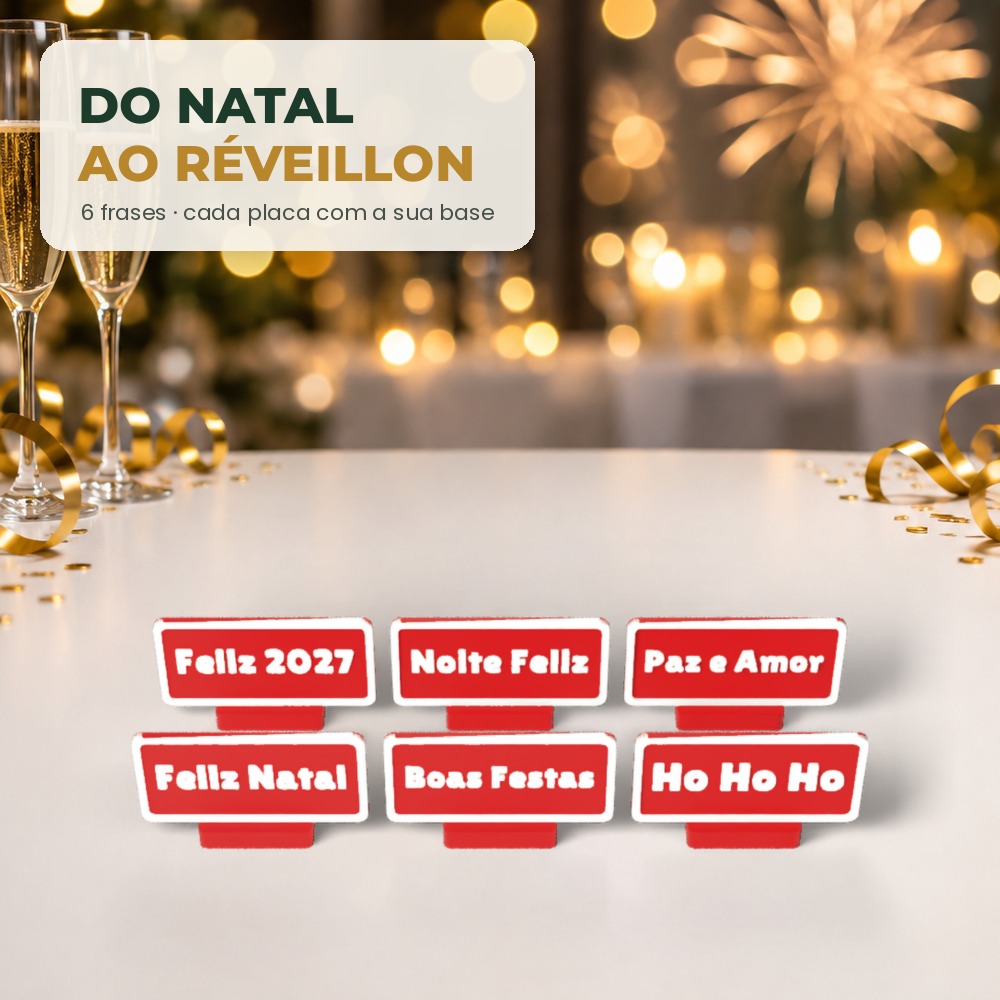 DO NATAL
AO RÉVEILLON
6 frases · cada placa com a sua base
Feliz 2027
Noite Feliz
Paz e Amor
Feliz Natal
Boas Festas
Ho Ho Ho